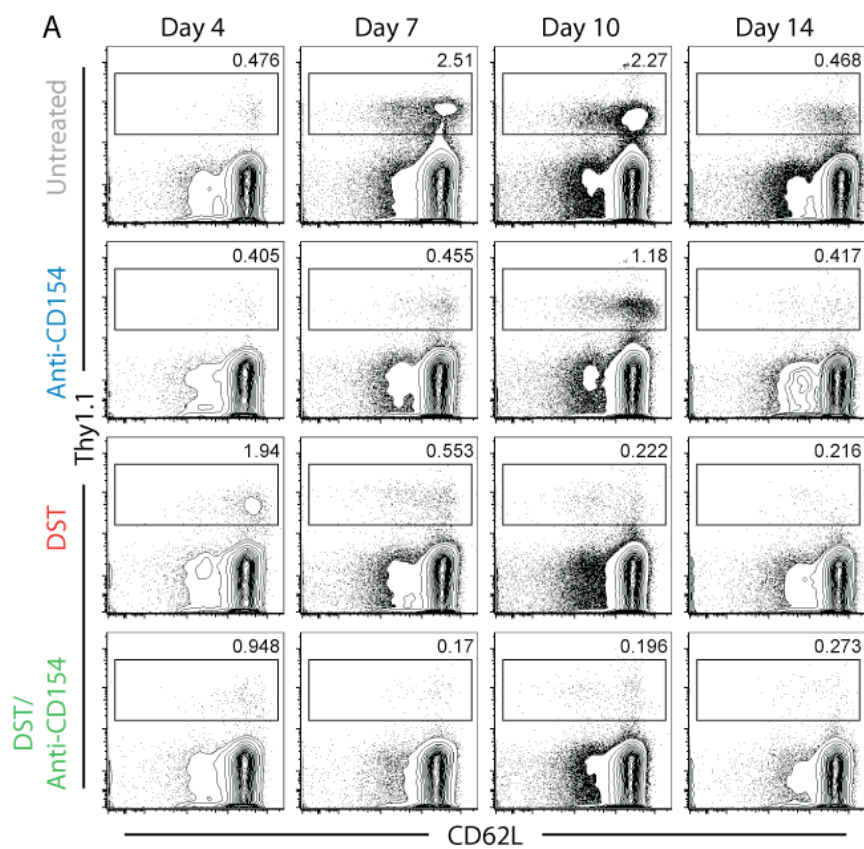 A
Day 4 Day 7 Day 10 Day 14
Untreated
0.476 2.51 2.27 0.468
Anti-CD154
0.405 0.455 1.18 0.417
Thy1.1
DST
1.94 0.553 0.222 0.216
DST/
Anti-CD154
0.948 0.17 0.196 0.273
CD62L